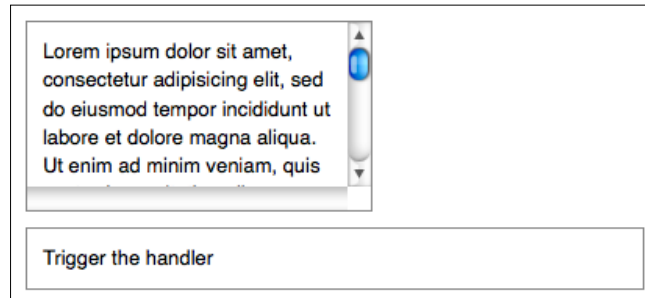 Lorem ipsum dolor sit amet,
consectetur adipisicing elit, sed
do eiusmod tempor incididunt ut
labore et dolore magna aliqua.
Ut enim ad minim veniam, quis
Trigger the handler